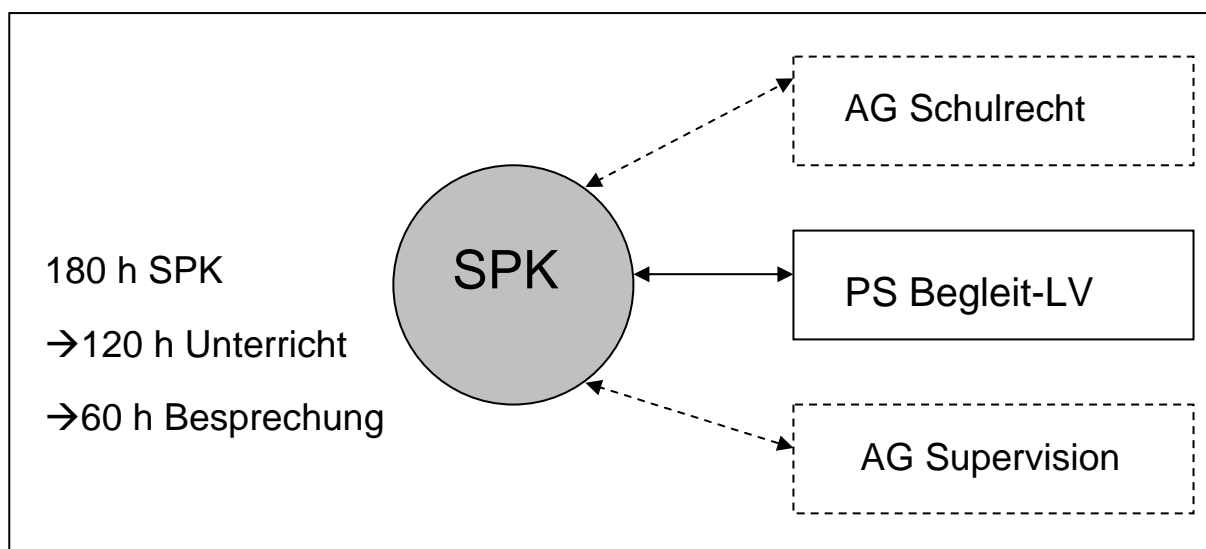 180 h SPK
→120 h Unterricht
→60 h Besprechung
SPK
AG Schulrecht
PS Begleit-LV
AG Supervision